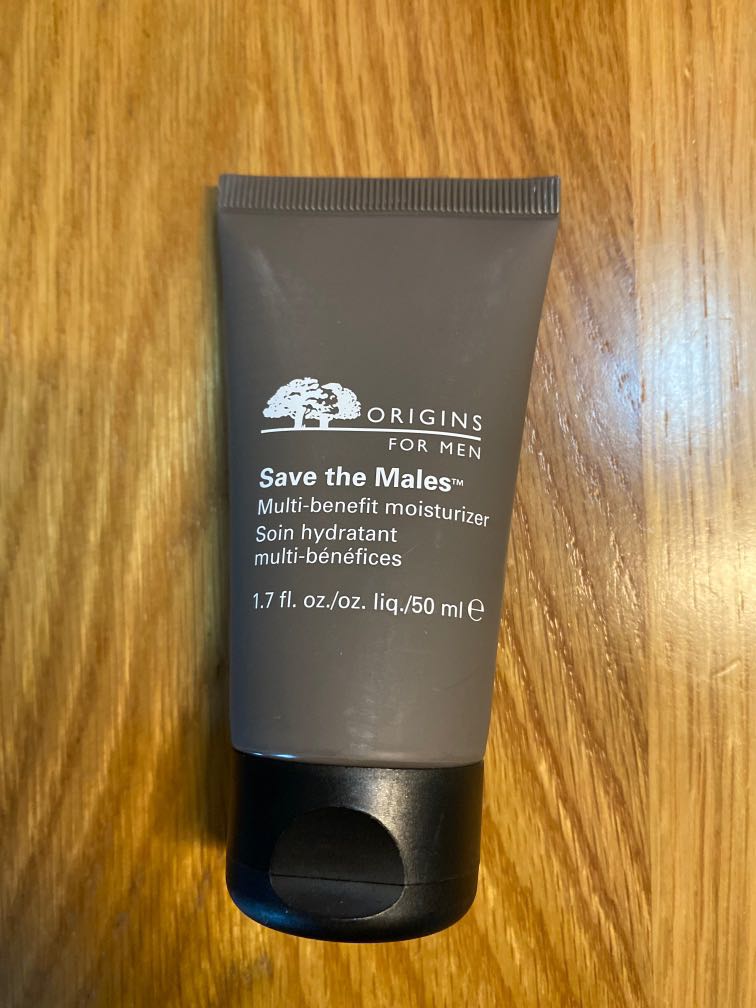 ORIGINS
FOR MEN
Save the Males™
Multi-benefit moisturizer
Soin hydratant
multi-bénéfices
1.7 fl. oz./oz. liq./50 ml ℮